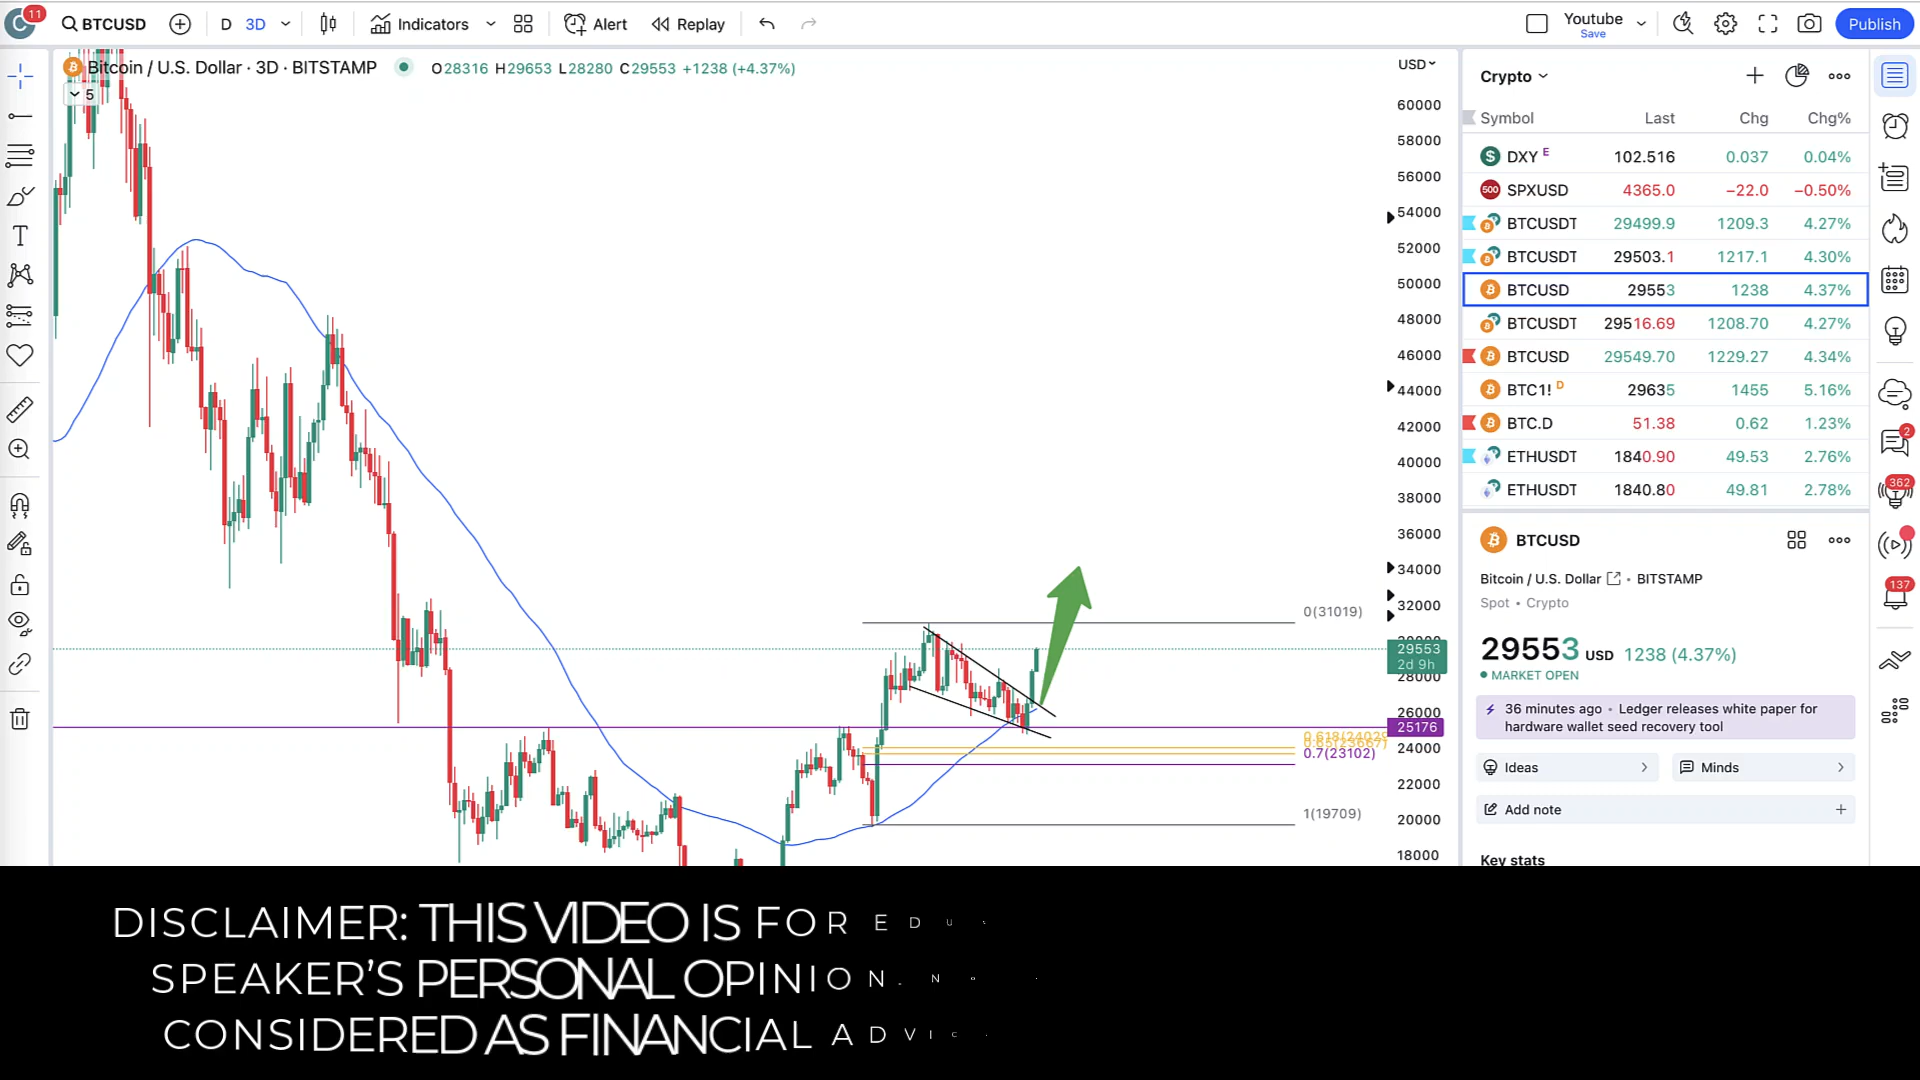 11
BTCUSD
D
3D
Indicators
Alert
Replay
Youtube
Save
Publish
Bitcoin / U.S. Dollar · 3D · BITSTAMP
O28316 H29653 L28280 C29553 +1238 (+4.37%)
5
USD
60000
58000
56000
54000
52000
50000
48000
46000
44000
42000
40000
38000
36000
34000
32000
29553
2d 9h
28000
26000
25176
24000
22000
20000
18000
0(31019)
0.7(23102)
1(19709)
Crypto
Symbol Last Chg Chg%
DXY E 102.516 0.037 0.04%
500 SPXUSD 4365.0 −22.0 −0.50%
BTCUSDT 29499.9 1209.3 4.27%
BTCUSDT 29503.1 1217.1 4.30%
BTCUSD 29553 1238 4.37%
BTCUSDT 29516.69 1208.70 4.27%
BTCUSD 29549.70 1229.27 4.34%
BTC1! D 29635 1455 5.16%
BTC.D 51.38 0.62 1.23%
ETHUSDT 1840.90 49.53 2.76%
ETHUSDT 1840.80 49.81 2.78%
BTCUSD
Bitcoin / U.S. Dollar • BITSTAMP
Spot • Crypto
29553 USD 1238 (4.37%)
MARKET OPEN
36 minutes ago • Ledger releases white paper for
hardware wallet seed recovery tool
Ideas
Minds
Add note
Key stats
2
362
137
DISCLAIMER: THIS VIDEO IS FOR EDU
SPEAKER'S PERSONAL OPINION. NO
CONSIDERED AS FINANCIAL ADVIC